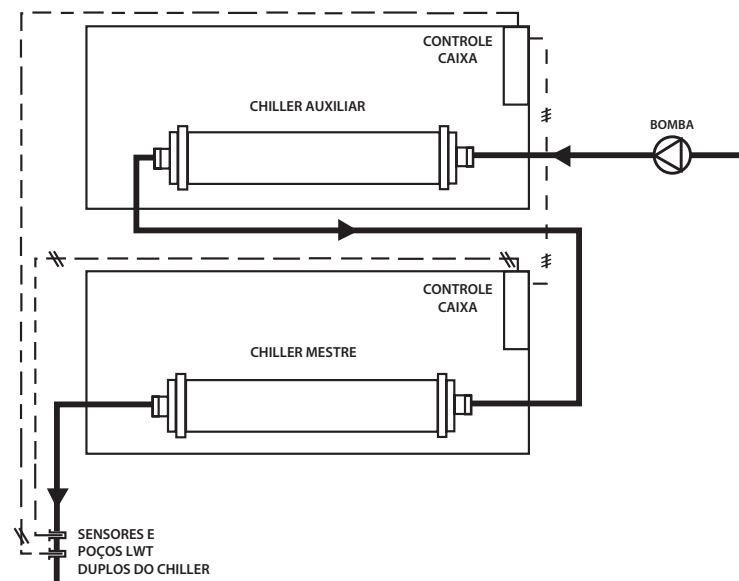 CONTROLE
CAIXA
CHILLER AUXILIAR
BOMBA
CONTROLE
CAIXA
CHILLER MESTRE
SENSORES E
POÇOS LWT
DUPLOS DO CHILLER